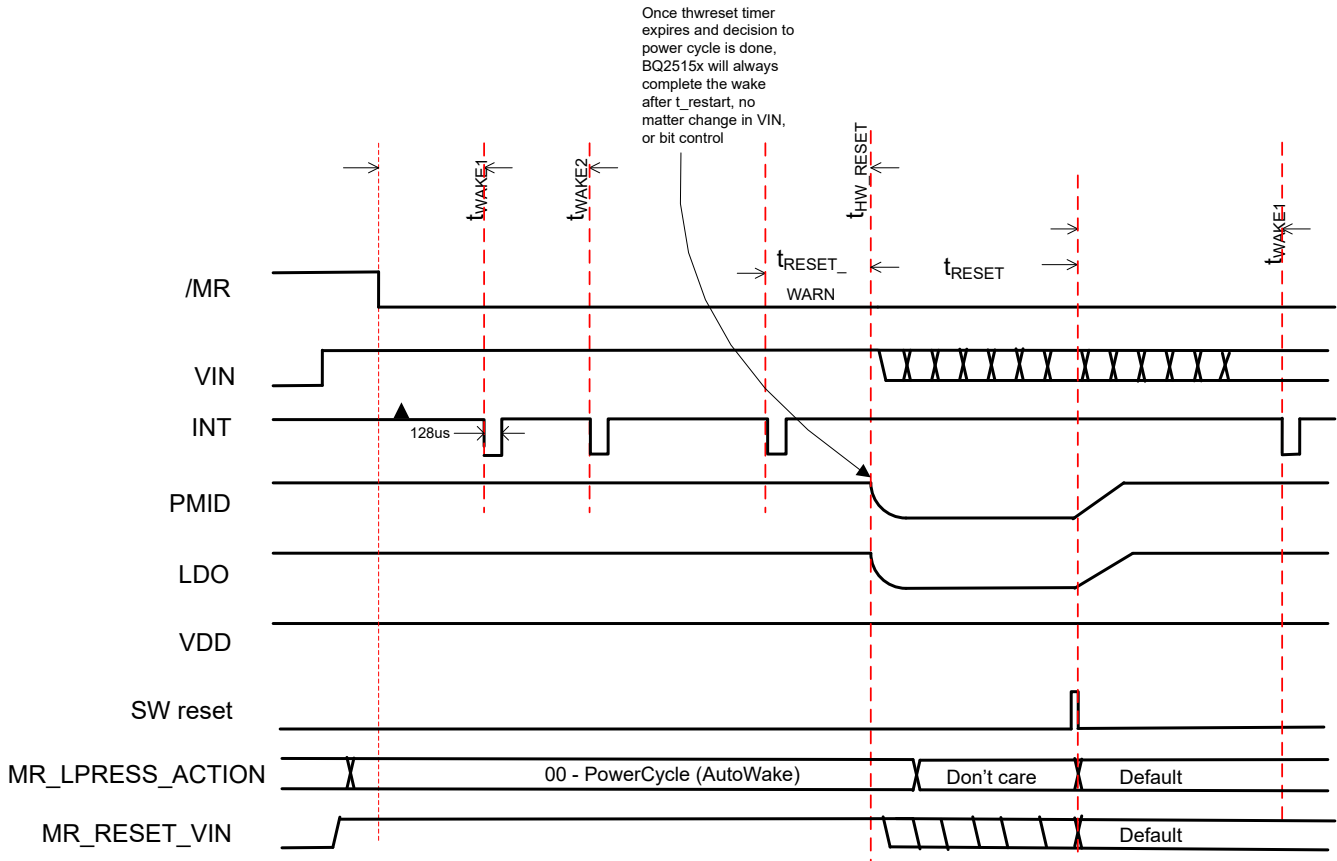 Once thwreset timer
expires and decision to
power cycle is done,
BQ2515x will always
complete the wake
after t_restart, no
matter change in VIN,
or bit control
tWAKE1
tWAKE2
tHW_RESET
tWAKE1
tRESET_
WARN
tRESET
/MR
VIN
INT
128us
PMID
LDO
VDD
SW reset
MR_LPRESS_ACTION
00 - PowerCycle (AutoWake)
Don't care
Default
MR_RESET_VIN
Default